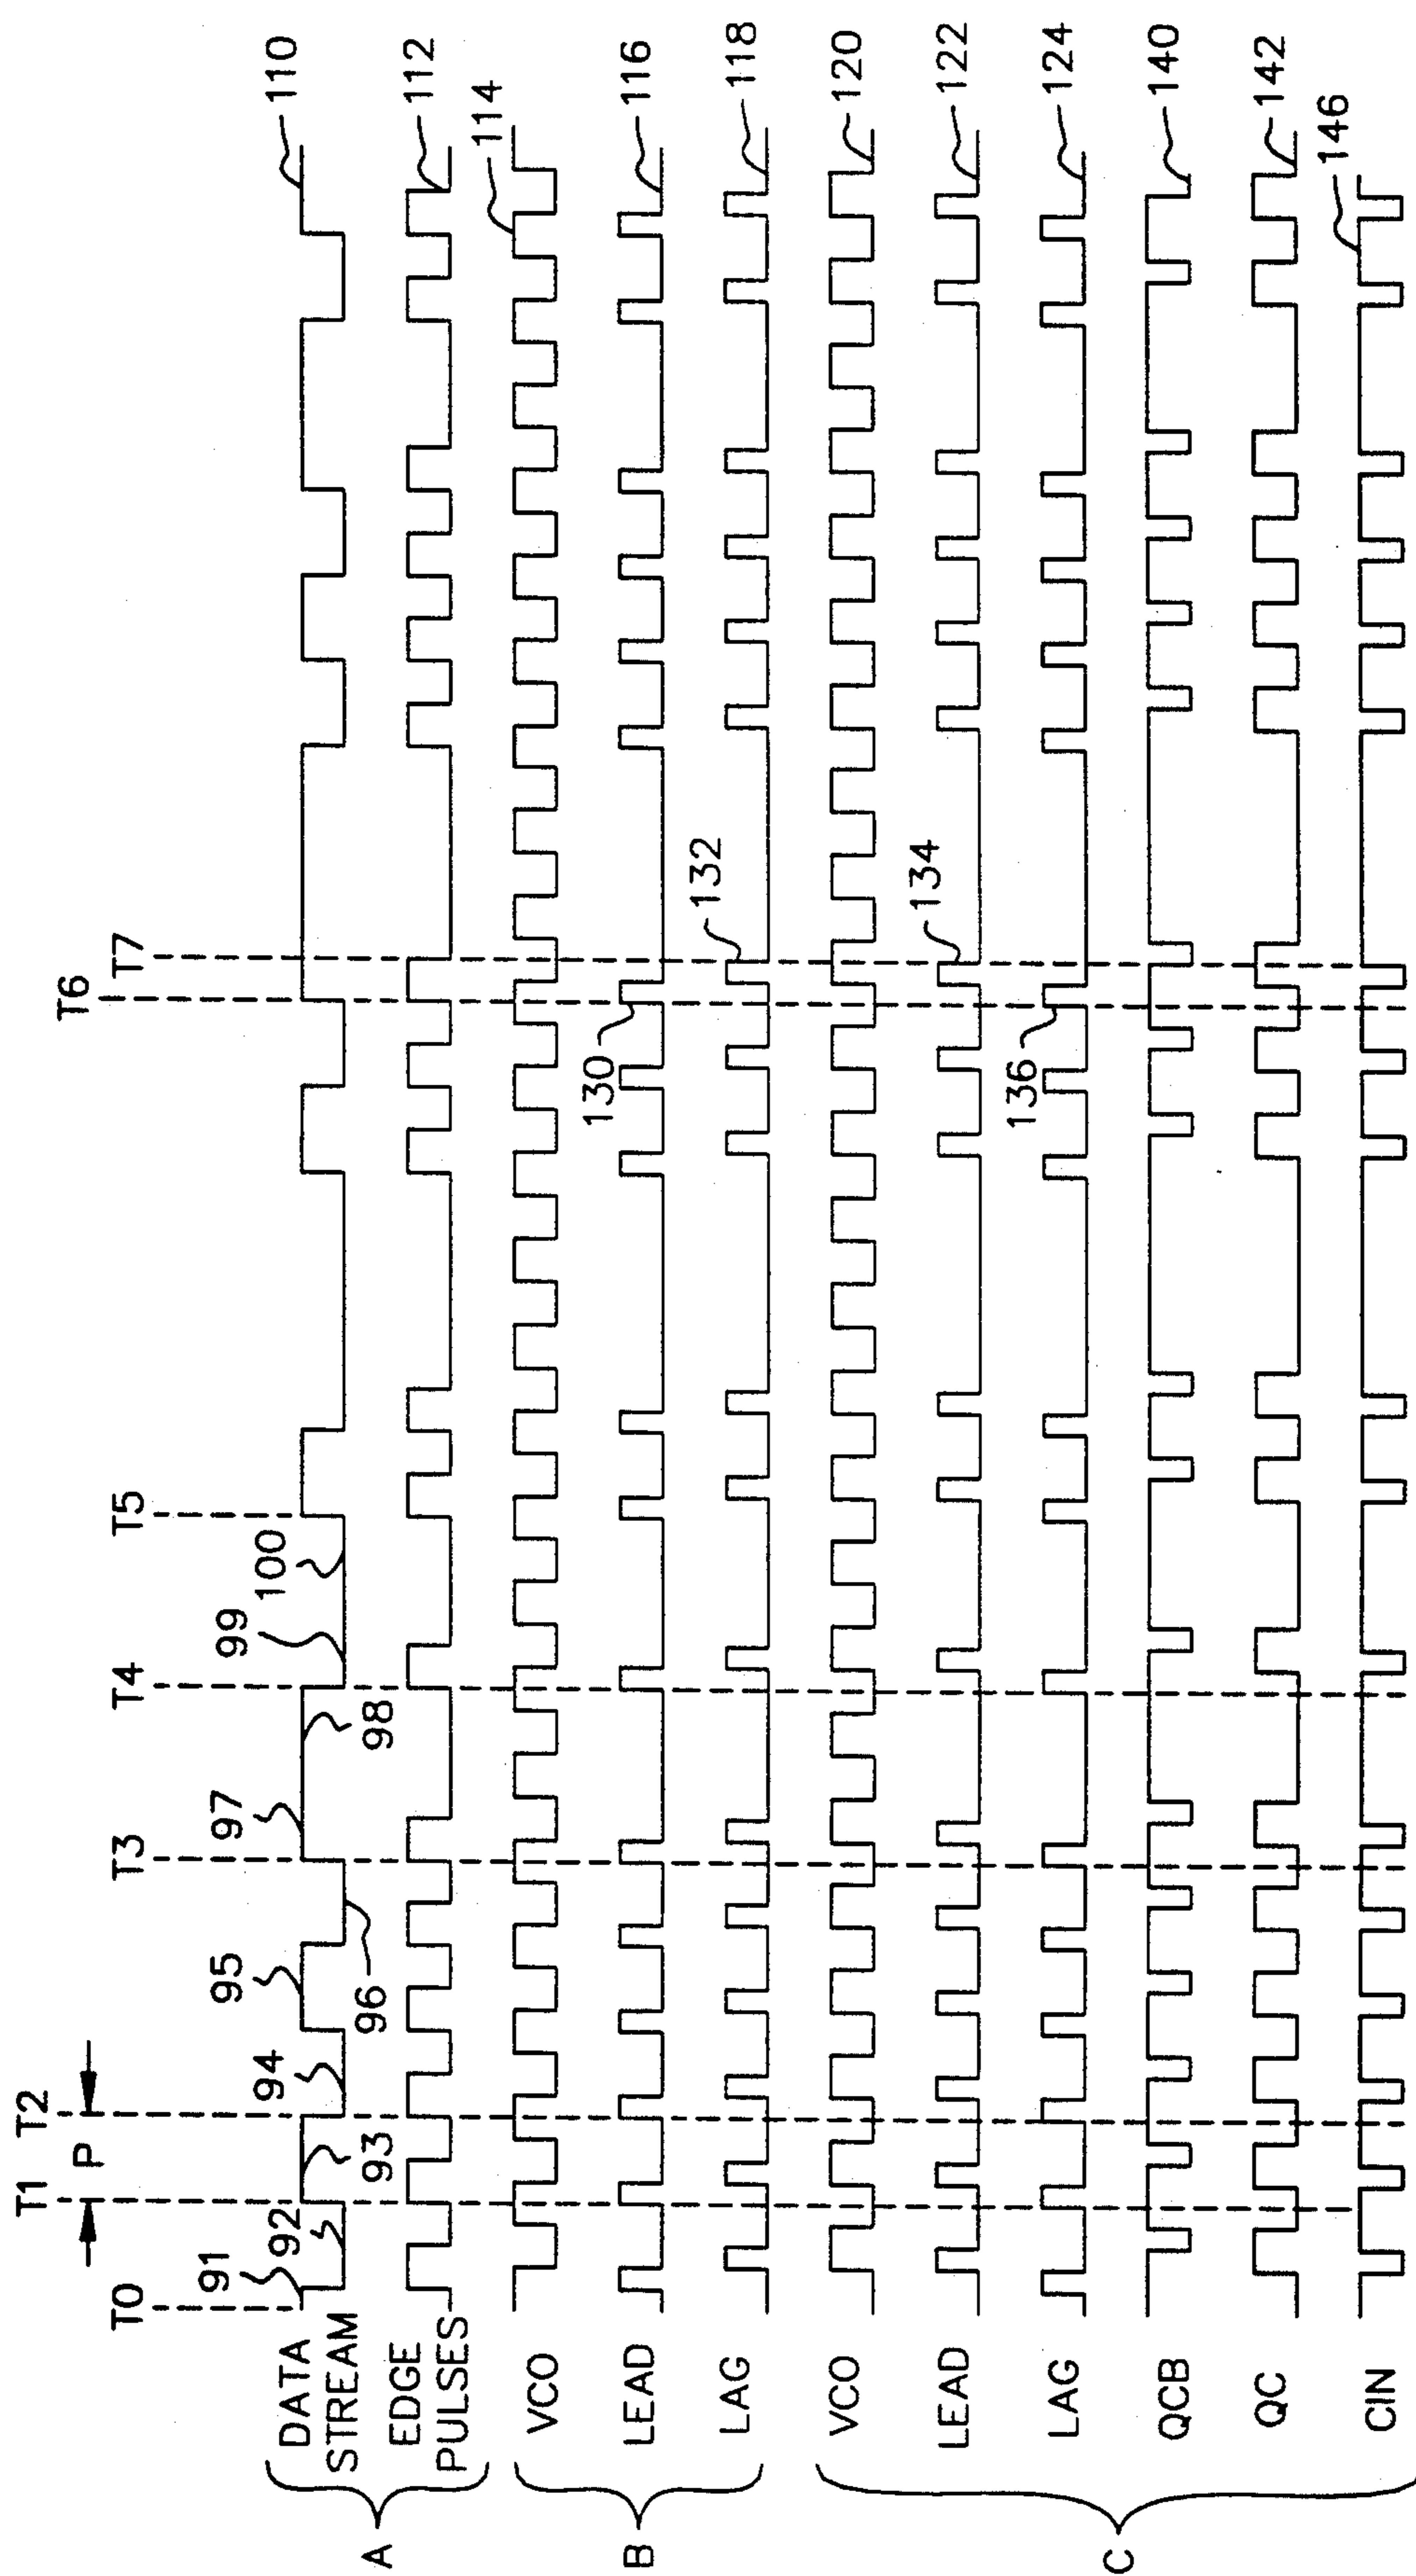 T0
T1
P
T2
T3
T4
T5
T6
T7
91
92
93
94
95
96
97
98
99
100
A
DATA
STREAM
110
EDGE
PULSES
112
B
VCO
114
LEAD
116
130
LAG
118
132
C
VCO
120
LEAD
122
134
LAG
124
136
QCB
140
QC
142
CIN
146